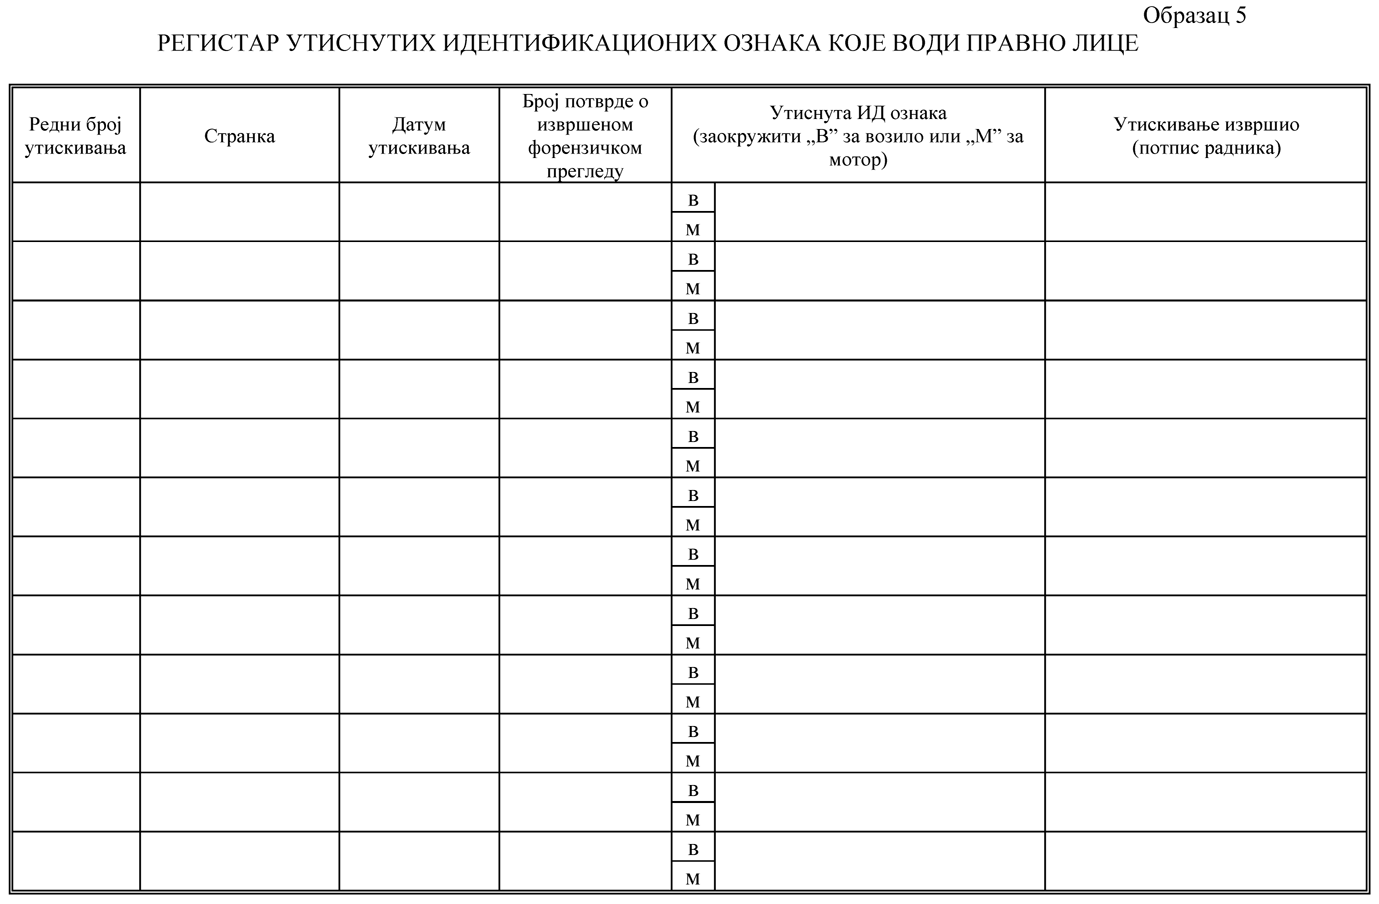 Образац 5
РЕГИСТАР УТИСНУТИХ ИДЕНТИФИКАЦИОНИХ ОЗНАКА КОЈЕ ВОДИ ПРАВНО ЛИЦЕ
Редни број
утискивања
Странка
Датум
утискивања
Број потврде о
извршеном
форензичком
прегледу
Утиснута ИД ознака
(заокружити „В” за возило или „М” за
мотор)
Утискивање извршио
(потпис радника)
в
м
в
м
в
м
в
м
в
м
в
м
в
м
в
м
в
м
в
м
в
м
в
м